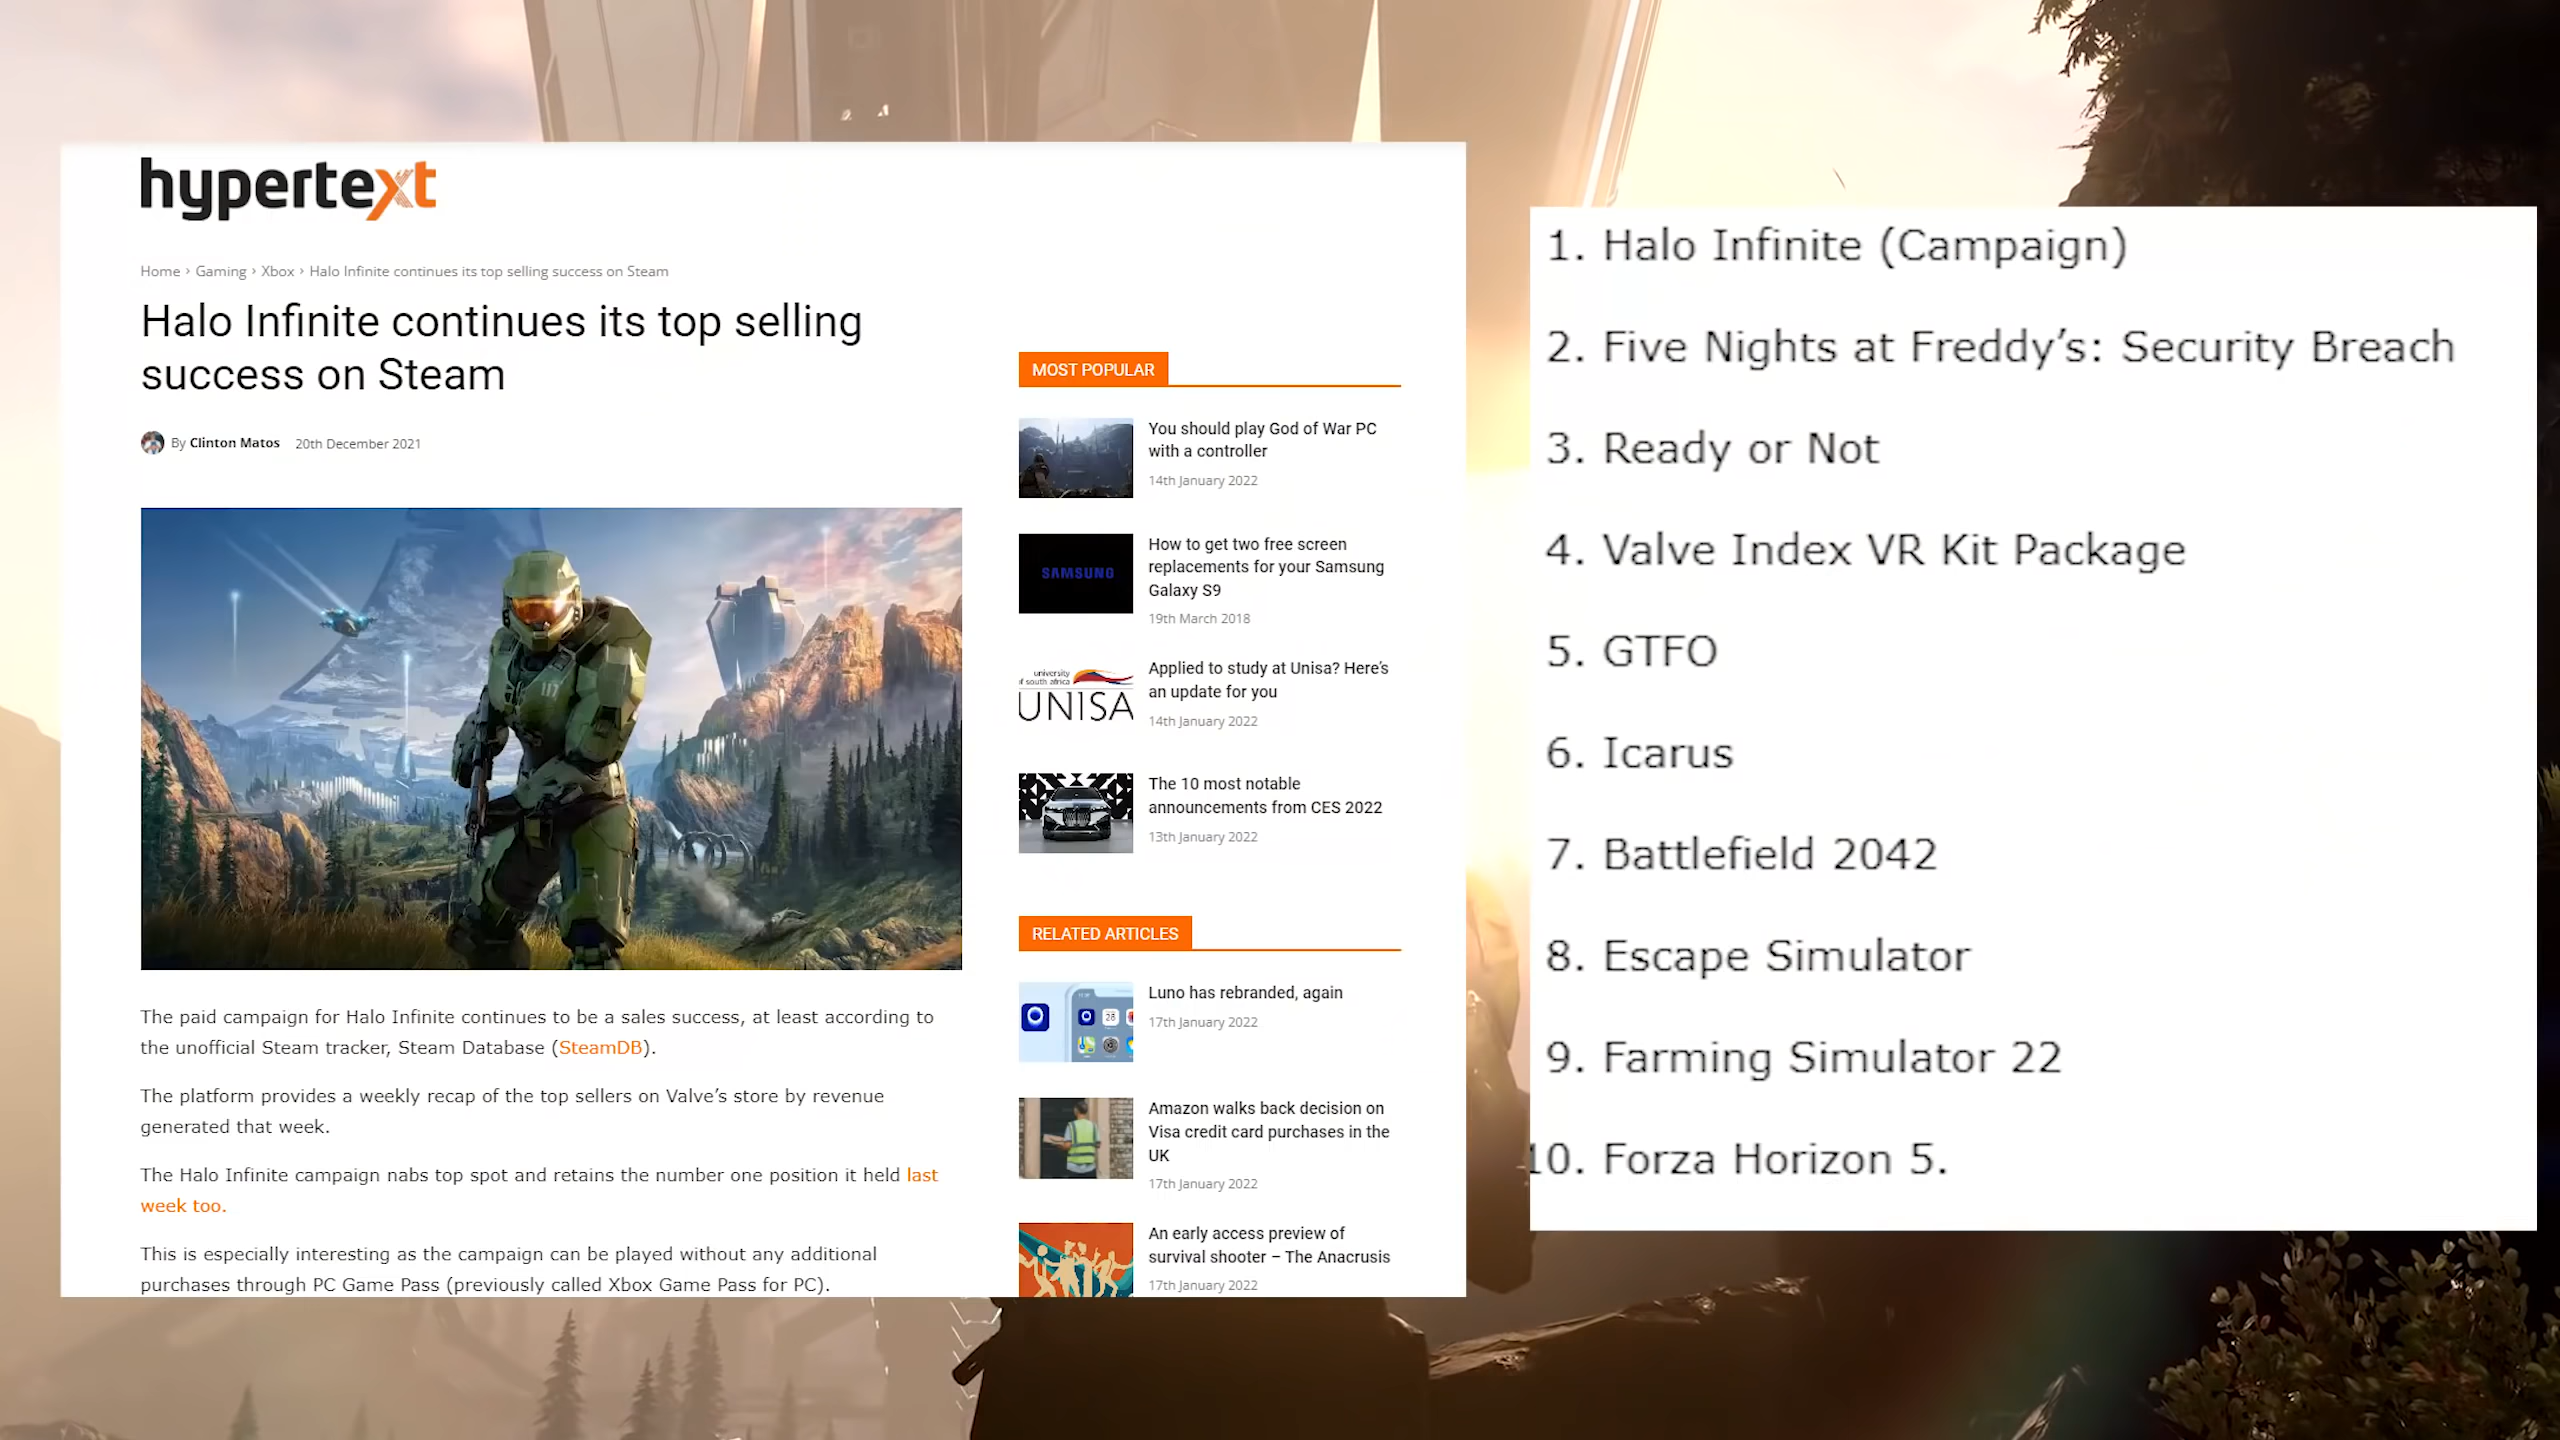 hypertext
Home › Gaming › Xbox › Halo Infinite continues its top selling success on Steam
Halo Infinite continues its top selling
success on Steam
By Clinton Matos 20th December 2021
117
The paid campaign for Halo Infinite continues to be a sales success, at least according to
the unofficial Steam tracker, Steam Database (SteamDB).
The platform provides a weekly recap of the top sellers on Valve’s store by revenue
generated that week.
The Halo Infinite campaign nabs top spot and retains the number one position it held last
week too.
This is especially interesting as the campaign can be played without any additional
purchases through PC Game Pass (previously called Xbox Game Pass for PC).
MOST POPULAR
You should play God of War PC
with a controller
14th January 2022
SAMSUNG
How to get two free screen
replacements for your Samsung
Galaxy S9
19th March 2018
university
of south africa
UNISA
Applied to study at Unisa? Here’s
an update for you
14th January 2022
The 10 most notable
announcements from CES 2022
13th January 2022
RELATED ARTICLES
28
Luno has rebranded, again
17th January 2022
Amazon walks back decision on
Visa credit card purchases in the
UK
17th January 2022
An early access preview of
survival shooter – The Anacrusis
17th January 2022
1. Halo Infinite (Campaign)
2. Five Nights at Freddy’s: Security Breach
3. Ready or Not
4. Valve Index VR Kit Package
5. GTFO
6. Icarus
7. Battlefield 2042
8. Escape Simulator
9. Farming Simulator 22
10. Forza Horizon 5.